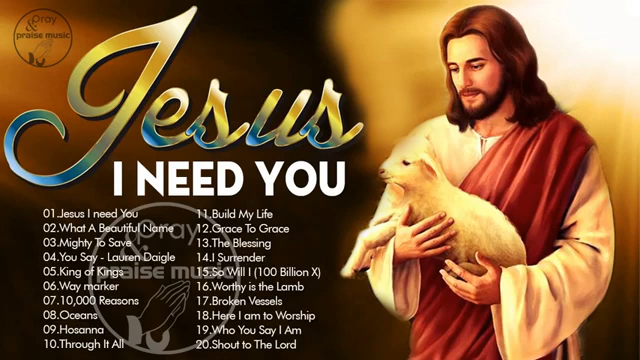 Pray
&
praise music
Jesus
I NEED YOU
01.Jesus I need You
02.What A Beautiful Name
03.Mighty To Save
04.You Say - Lauren Daigle
05.King of Kings
06.Way marker
07.10,000 Reasons
08.Oceans
09.Hosanna
10.Through It All
11.Build My Life
12.Grace To Grace
13.The Blessing
14.I Surrender
15.So Will I (100 Billion X)
16.Worthy is the Lamb
17.Broken Vessels
18.Here I am to Worship
19.Who You Say I Am
20.Shout to The Lord
Pray
&
praise music